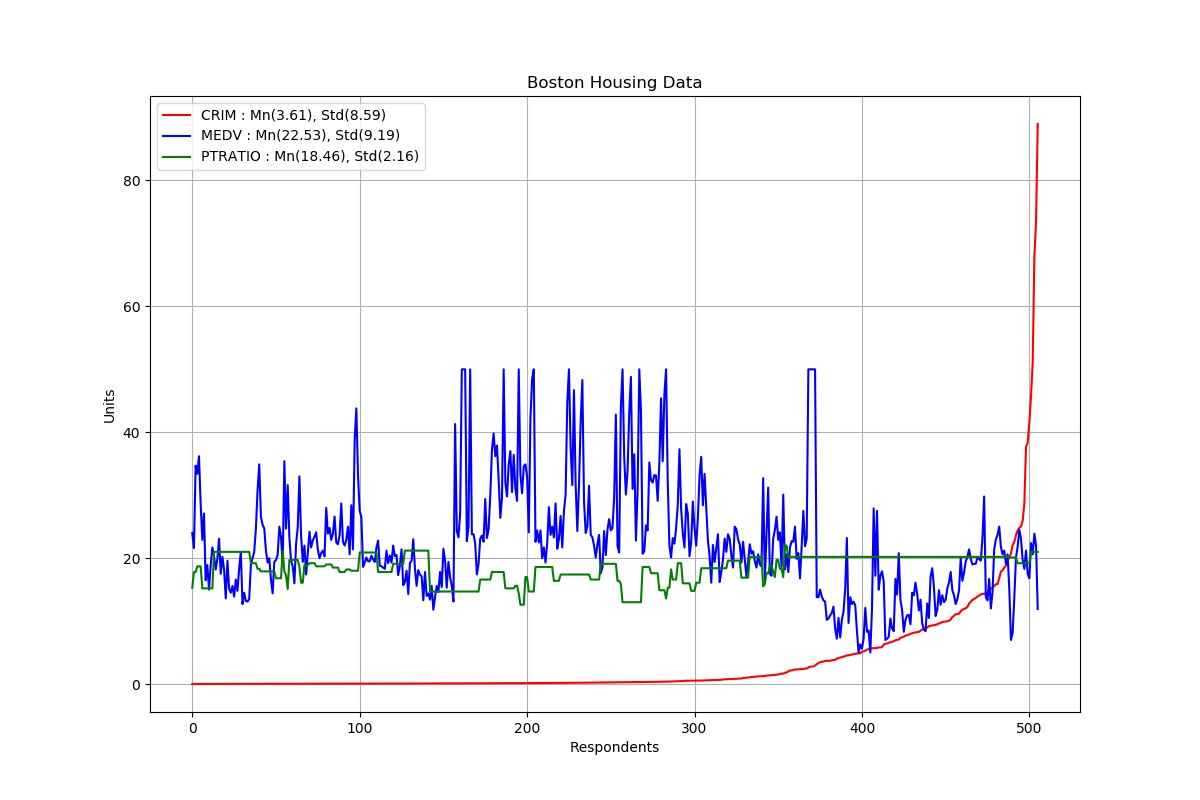 Boston Housing Data
CRIM : Mn(3.61), Std(8.59)
MEDV : Mn(22.53), Std(9.19)
PTRATIO : Mn(18.46), Std(2.16)
80
60
40
20
0
Units
0 100 200 300 400 500
Respondents